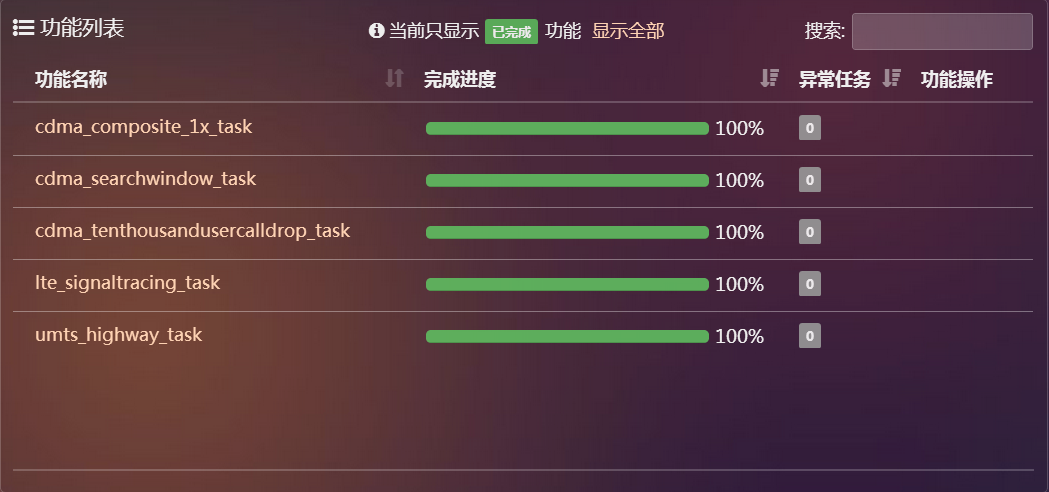 功能列表 当前只显示 已完成 功能 显示全部 搜索:
功能名称 完成进度 异常任务 功能操作
cdma_composite_1x_task 100% 0
cdma_searchwindow_task 100% 0
cdma_tenthousandusercalldrop_task 100% 0
lte_signaltracing_task 100% 0
umts_highway_task 100% 0